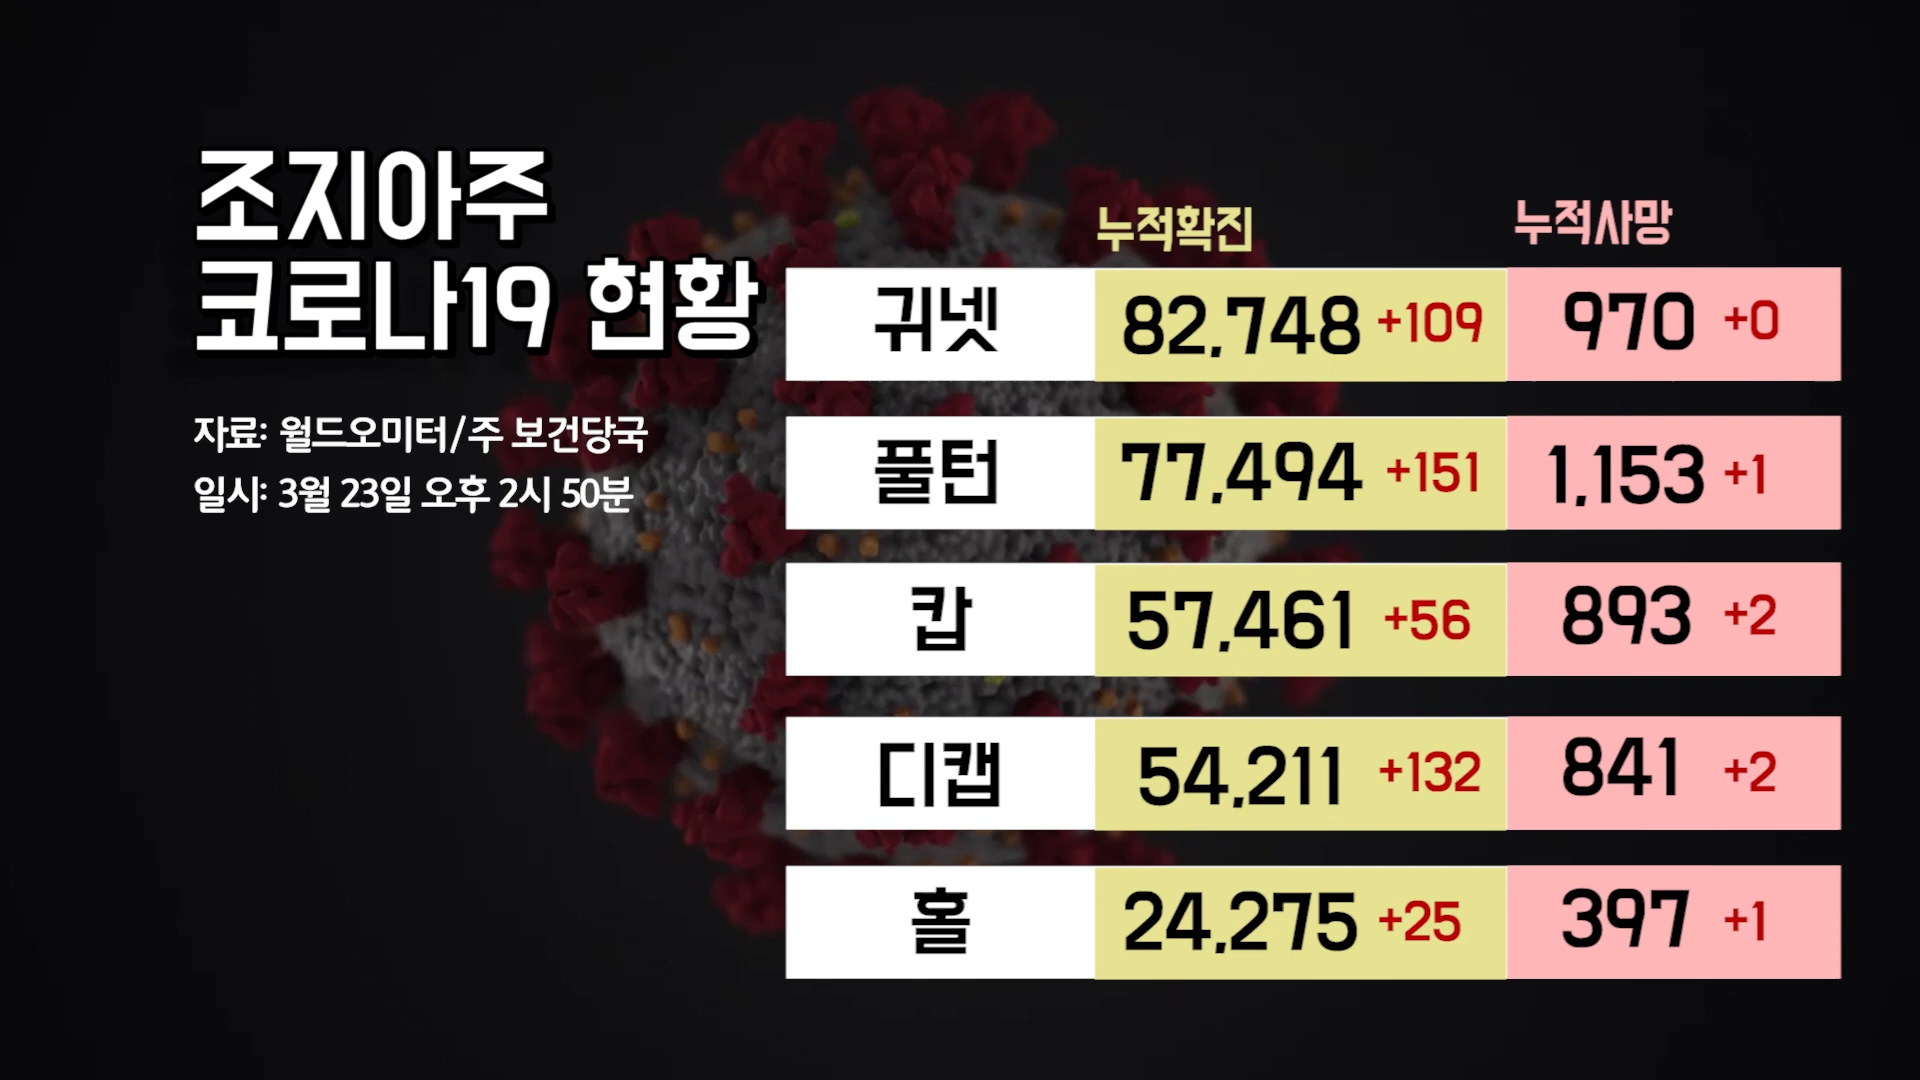 조지아주
코로나19 현황
자료: 월드오미터/주 보건당국
일시: 3월 23일 오후 2시 50분
누적확진 누적사망
귀넷 82,748 +109 970 +0
풀턴 77,494 +151 1,153 +1
캅 57,461 +56 893 +2
디캡 54,211 +132 841 +2
홀 24,275 +25 397 +1